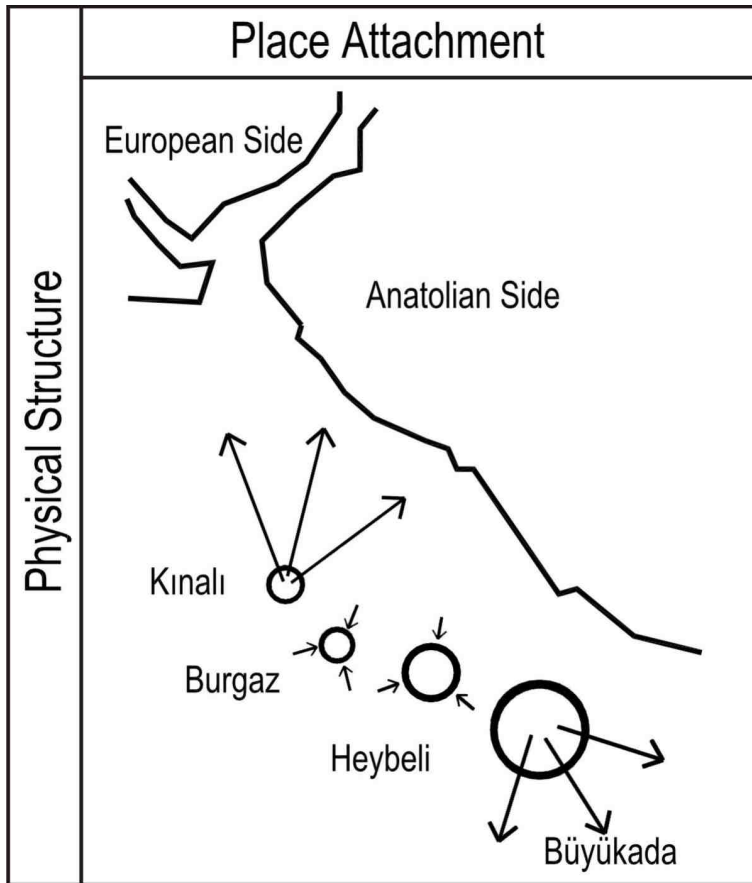 Place Attachment
Physical Structure
European Side
Anatolian Side
Kınalı
Burgaz
Heybeli
Büyükada